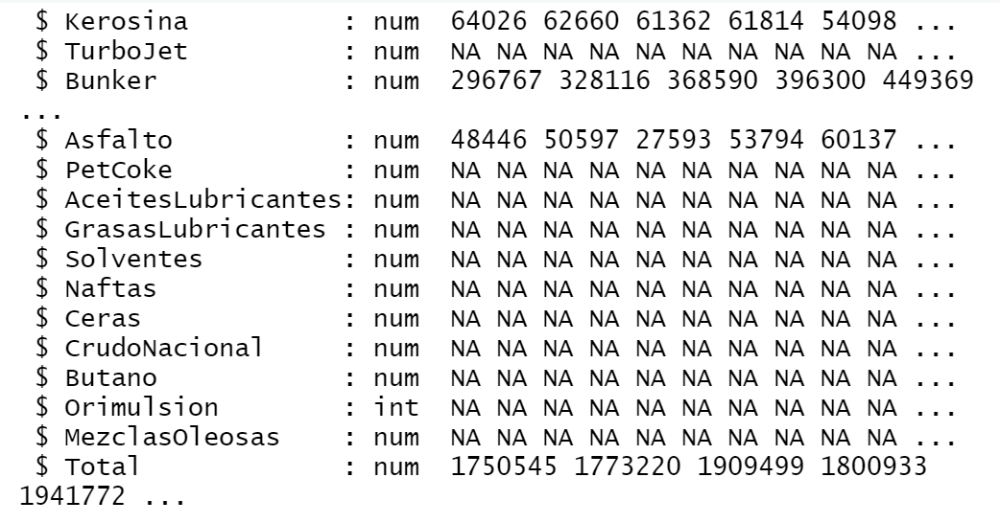 $ Kerosina           : num  64026 62660 61362 61814 54098 ...
$ TurboJet           : num  NA NA NA NA NA NA NA NA NA NA ...
$ Bunker             : num  296767 328116 368590 396300 449369
...
$ Asfalto            : num  48446 50597 27593 53794 60137 ...
$ PetCoke            : num  NA NA NA NA NA NA NA NA NA NA ...
$ AceitesLubricantes: num  NA NA NA NA NA NA NA NA NA NA ...
$ GrasasLubricantes : num  NA NA NA NA NA NA NA NA NA NA ...
$ Solventes          : num  NA NA NA NA NA NA NA NA NA NA ...
$ Naftas             : num  NA NA NA NA NA NA NA NA NA NA ...
$ Ceras              : num  NA NA NA NA NA NA NA NA NA NA ...
$ CrudoNacional      : num  NA NA NA NA NA NA NA NA NA NA ...
$ Butano             : num  NA NA NA NA NA NA NA NA NA NA ...
$ Orimulsion         : int  NA NA NA NA NA NA NA NA NA NA ...
$ MezclasOleosas     : num  NA NA NA NA NA NA NA NA NA NA ...
$ Total              : num  1750545 1773220 1909499 1800933
1941772 ...